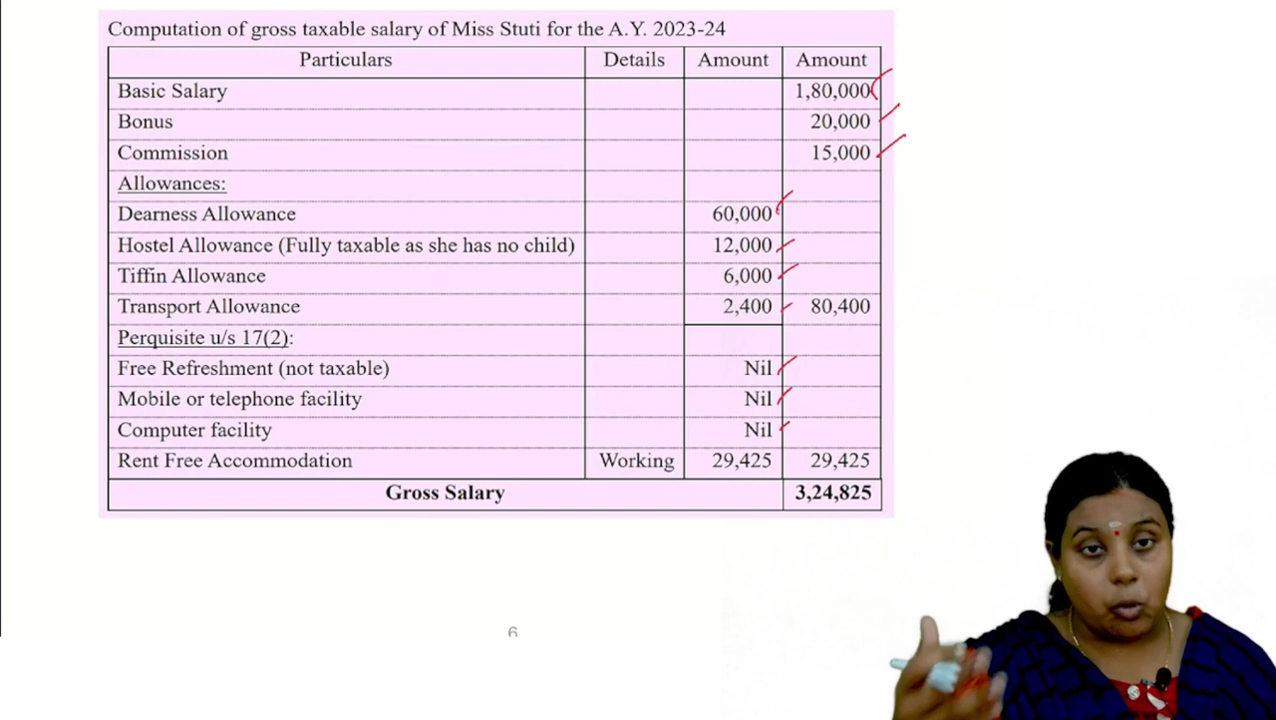 Computation of gross taxable salary of Miss Stuti for the A.Y. 2023-24
Particulars Details Amount Amount
Basic Salary 1,80,000
Bonus 20,000
Commission 15,000
Allowances:
Dearness Allowance 60,000
Hostel Allowance (Fully taxable as she has no child) 12,000
Tiffin Allowance 6,000
Transport Allowance 2,400 80,400
Perquisite u/s 17(2):
Free Refreshment (not taxable) Nil
Mobile or telephone facility Nil
Computer facility Nil
Rent Free Accommodation Working 29,425 29,425
Gross Salary 3,24,825
6